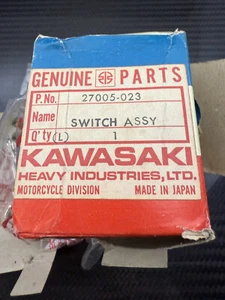 GENUINE PARTS
P.No. 27005-023
Name SWITCH ASSY
Q'ty (L) 1
KAWASAKI
HEAVY INDUSTRIES, LTD.
MOTORCYCLE DIVISION MADE IN JAPAN